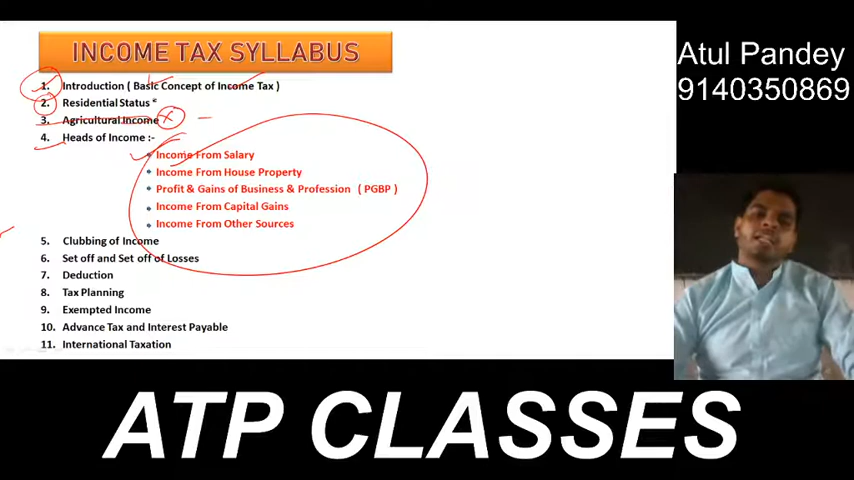 INCOME TAX SYLLABUS
Atul Pandey
9140350869
1. Introduction ( Basic Concept of Income Tax )
2. Residential Status *
3. Agricultural Income
4. Heads of Income :-
Income From Salary
Income From House Property
Profit & Gains of Business & Profession ( PGBP )
Income From Capital Gains
Income From Other Sources
5. Clubbing of Income
6. Set off and Set off of Losses
7. Deduction
8. Tax Planning
9. Exempted Income
10. Advance Tax and Interest Payable
11. International Taxation
ATP CLASSES